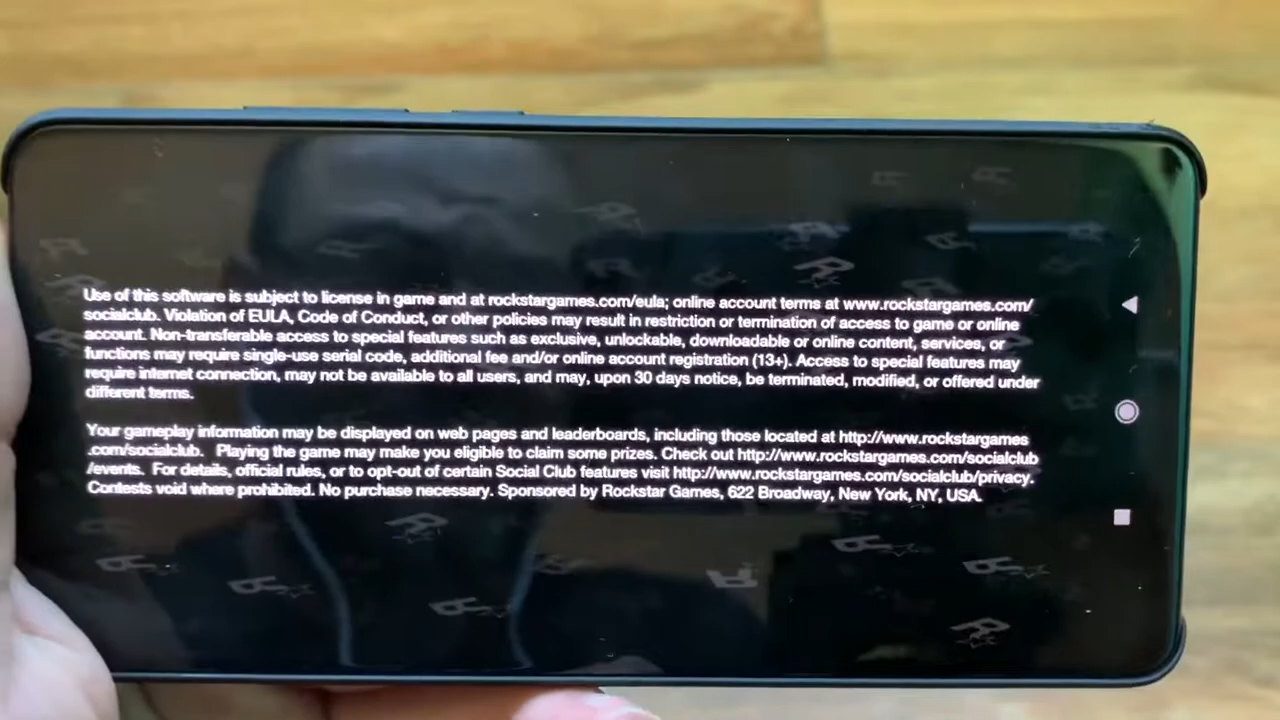 Use of this software is subject to license in game and at rockstargames.com/eula; online account terms at www.rockstargames.com/
socialclub. Violation of EULA, Code of Conduct, or other policies may result in restriction or termination of access to game or online
account. Non-transferable access to special features such as exclusive, unlockable, downloadable or online content, services, or
functions may require single-use serial code, additional fee and/or online account registration (13+). Access to special features may
require internet connection, may not be available to all users, and may, upon 30 days notice, be terminated, modified, or offered under
different terms.
Your gameplay information may be displayed on web pages and leaderboards, including those located at http://www.rockstargames
.com/socialclub. Playing the game may make you eligible to claim some prizes. Check out http://www.rockstargames.com/socialclub
/events. For details, official rules, or to opt-out of certain Social Club features visit http://www.rockstargames.com/socialclub/privacy.
Contests void where prohibited. No purchase necessary. Sponsored by Rockstar Games, 622 Broadway, New York, NY, USA.